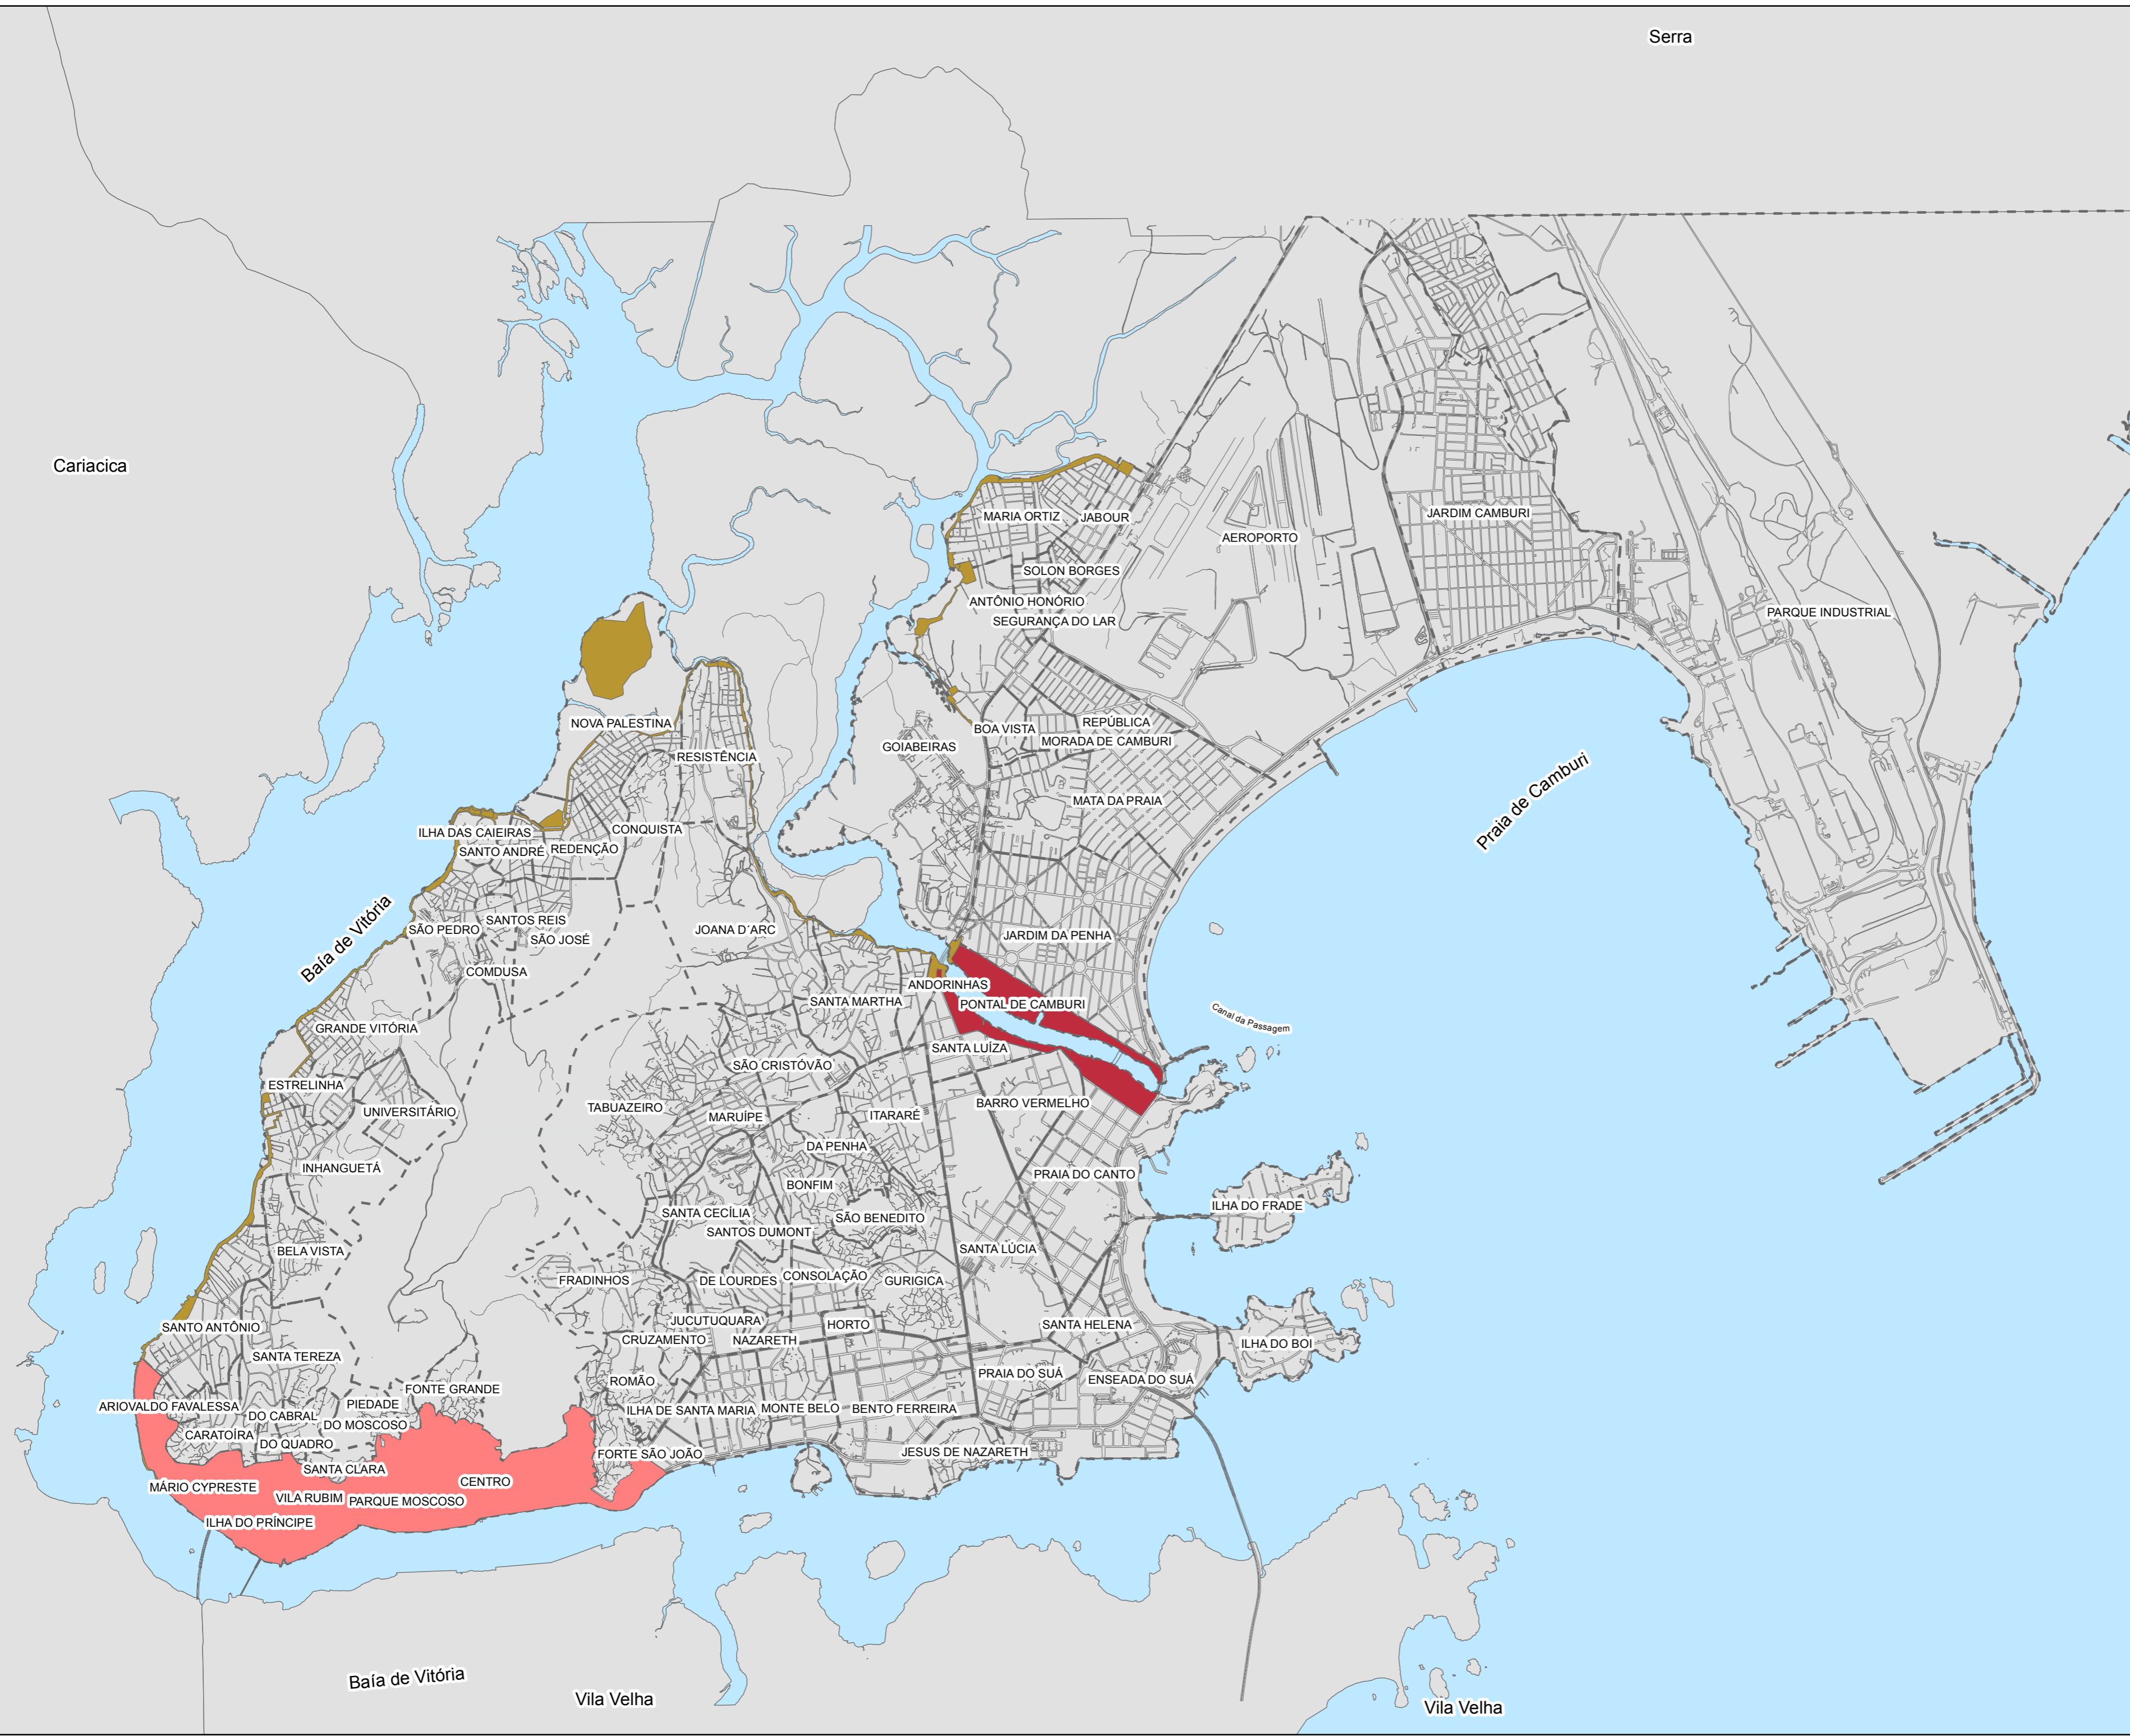 Serra
Cariacica
MARIA ORTIZ
JABOUR
JARDIM CAMBURI
AEROPORTO
SOLON BORGES
ANTÔNIO HONÓRIO
PARQUE INDUSTRIAL
SEGURANÇA DO LAR
NOVA PALESTINA
REPÚBLICA
BOA VISTA
MORADA DE CAMBURI
GOIABEIRAS
RESISTÊNCIA
Praia de Camburi
MATA DA PRAIA
ILHA DAS CAIEIRAS
CONQUISTA
SANTO ANDRÉ
REDENÇÃO
Baía de Vitória
SANTOS REIS
SÃO PEDRO
JOANA D´ARC
SÃO JOSÉ
JARDIM DA PENHA
COMDUSA
ANDORINHAS
SANTA MARTHA
PONTAL DE CAMBURI
Canal da Passagem
GRANDE VITÓRIA
SANTA LUÍZA
SÃO CRISTÓVÃO
ESTRELINHA
UNIVERSITÁRIO
TABUAZEIRO
MARUÍPE
ITARARÉ
BARRO VERMELHO
DA PENHA
INHANGUETÁ
PRAIA DO CANTO
BONFIM
ILHA DO FRADE
SANTA CECÍLIA
SÃO BENEDITO
SANTOS DUMONT
BELA VISTA
SANTA LÚCIA
FRADINHOS
DE LOURDES
CONSOLAÇÃO
GURIGICA
JUCUTUQUARA
SANTO ANTÔNIO
HORTO
SANTA HELENA
CRUZAMENTO
NAZARETH
ILHA DO BOI
SANTA TEREZA
PRAIA DO SUÁ
ENSEADA DO SUÁ
ROMÃO
FONTE GRANDE
ARIOVALDO FAVALESSA
PIEDADE
DO CABRAL
ILHA DE SANTA MARIA
MONTE BELO
BENTO FERREIRA
DO MOSCOSO
CARATOÍRA
DO QUADRO
FORTE SÃO JOÃO
JESUS DE NAZARETH
SANTA CLARA
CENTRO
MÁRIO CYPRESTE
VILA RUBIM
PARQUE MOSCOSO
ILHA DO PRÍNCIPE
Baía de Vitória
Vila Velha
Vila Velha